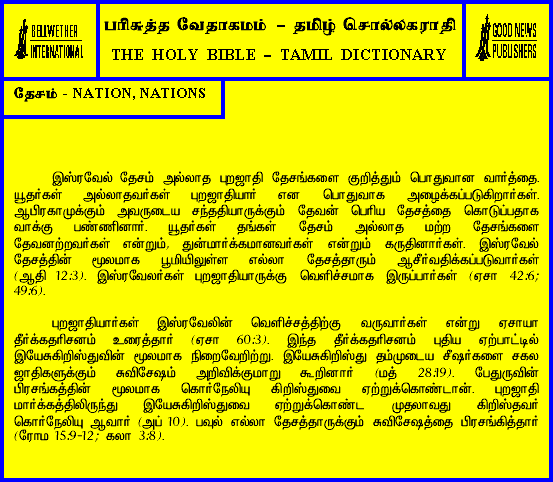 BELLWETHER
INTERNATIONAL
பரிசுத்த வேதாகமம் – தமிழ் சொல்லகராதி
THE HOLY BIBLE – TAMIL DICTIONARY
GOOD NEWS
PUBLISHERS
தேசம் - NATION, NATIONS
இஸ்ரவேல் தேசம் அல்லாத புறஜாதி தேசங்களை குறித்தும் பொதுவான வார்த்தை.
யூதர்கள் அல்லாதவர்கள் புறஜாதியார் என பொதுவாக அழைக்கப்படுகிறார்கள்.
ஆபிரகாமுக்கும் அவருடைய சந்ததியாருக்கும் தேவன் பெரிய தேசத்தை கொடுப்பதாக
வாக்கு பண்ணினார். யூதர்கள் தங்கள் தேசம் அல்லாத மற்ற தேசங்களை
தேவனற்றவர்கள் என்றும், துன்மார்க்கமானவர்கள் என்றும் கருதினார்கள். இஸ்ரவேல்
தேசத்தின் மூலமாக பூமியிலுள்ள எல்லா தேசத்தாரும் ஆசீர்வதிக்கப்படுவார்கள்
(ஆதி 12:3). இஸ்ரவேலர்கள் புறஜாதியாருக்கு வெளிச்சமாக இருப்பார்கள் (ஏசா 42:6;
49:6).
புறஜாதியார்கள் இஸ்ரவேலின் வெளிச்சத்திற்கு வருவார்கள் என்று ஏசாயா
தீர்க்கதரிசனம் உரைத்தார் (ஏசா 60:3). இந்த தீர்க்கதரிசனம் புதிய ஏற்பாட்டில்
இயேசுகிறிஸ்துவின் மூலமாக நிறைவேறிற்று. இயேசுகிறிஸ்து தம்முடைய சீஷர்களை சகல
ஜாதிகளுக்கும் சுவிசேஷம் அறிவிக்குமாறு கூறினார் (மத் 28:19). பேதுருவின்
பிரசங்கத்தின் மூலமாக கொர்நேலியு கிறிஸ்துவை ஏற்றுக்கொண்டான். புறஜாதி
மார்க்கத்திலிருந்து இயேசுகிறிஸ்துவை ஏற்றுக்கொண்ட முதலாவது கிறிஸ்தவர்
கொர்நேலியு ஆவார் (அப் 10). பவுல் எல்லா தேசத்தாருக்கும் சுவிசேஷத்தை பிரசங்கித்தார்
(ரோம 15:9-12; கலா 3:8).